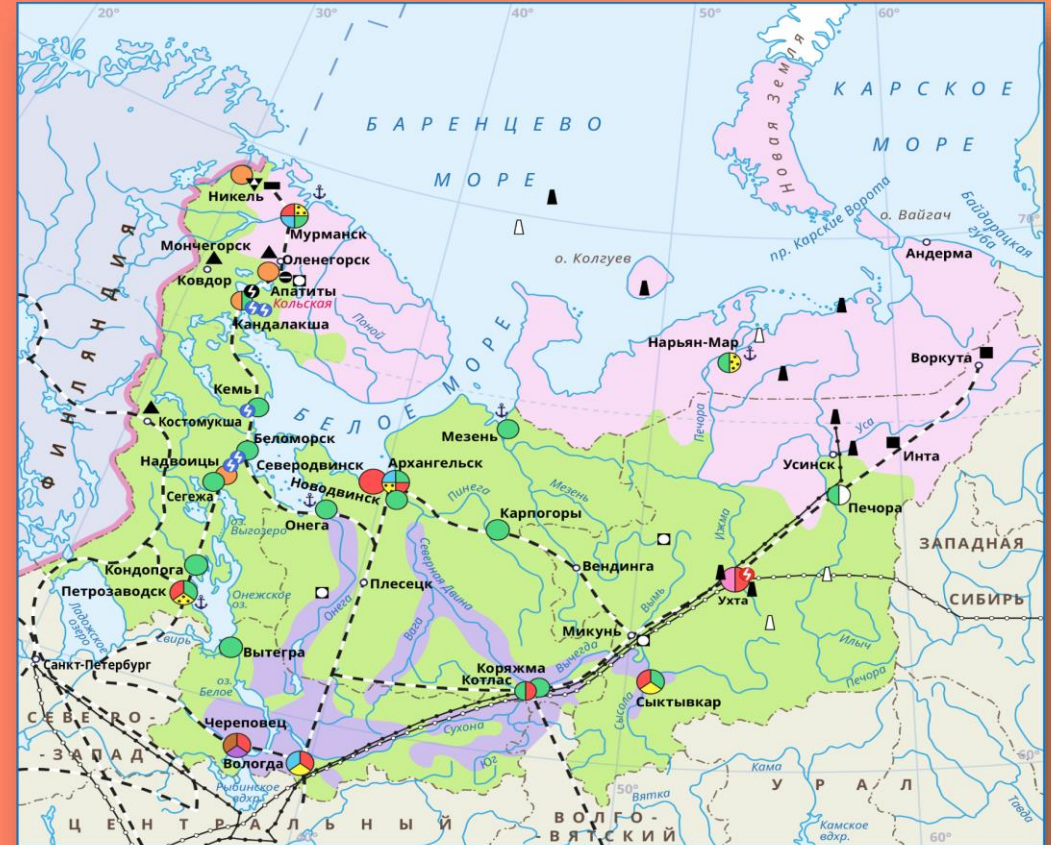 20°
30°
40°
50°
60°
БАРЕНЦЕВО
МОРЕ
КАРСКОЕ
МОРЕ
Новая Земля
пр. Карские Ворота
о. Вайгач
Байдарацкая
губа
70°
Андерма
о. Колгуев
Никель
Мурманск
Мончегорск
Оленегорск
Ковдор
Апатиты
Кольская
Кандалакша
Поной
ФИНЛЯНДИЯ
БЕЛОЕ МОРЕ
Нарьян-Мар
Воркута
Печора
Уса
Инта
Усинск
Печора
Кемь
Костомукша
Беломорск
Надвоицы
Северодвинск
Архангельск
Новодвинск
Сегежа
Онега
Мезень
Пинега
Мезень
Карпогоры
оз.
Выгозеро
Кондопога
Петрозаводск
Онежское
оз.
Ладожское
озеро
Свирь
Санкт-Петербург
Вытегра
оз.
Белое
Плесецк
Онега
Северная Двина
Вага
Вендинга
Вымь
Ижма
Ухта
Микунь
Вычегда
Коряжма
Котлас
Сысола
Сыктывкар
Илыч
Печора
ЗАПАДНАЯ
СИБИРЬ
Череповец
Вологда
Сухона
Юг
Рыбинское
вдхр.
СЕВЕРО-
-ЗАПАД
ЦЕНТРАЛЬНЫЙ
40°
ВОЛГО-
-ВЯТСКИЙ
50°
Вятка
Кама
УРАЛ
Камское
вдхр.
Тавда
60°
60°